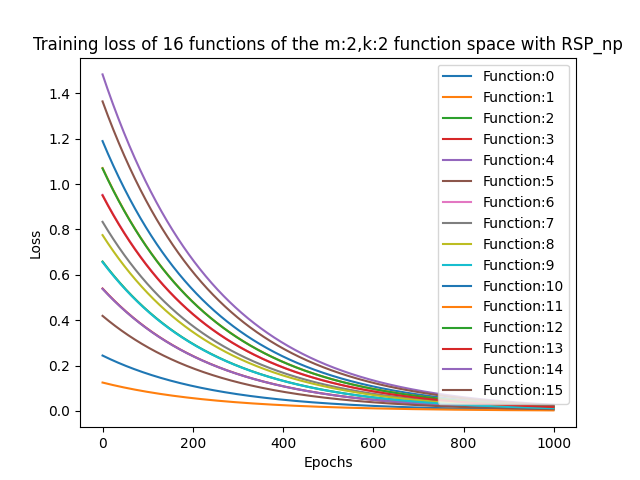 Training loss of 16 functions of the m:2,k:2 function space with RSP_np
Loss
1.4
1.2
1.0
0.8
0.6
0.4
0.2
0.0
Function:0
Function:1
Function:2
Function:3
Function:4
Function:5
Function:6
Function:7
Function:8
Function:9
Function:10
Function:11
Function:12
Function:13
Function:14
Function:15
0 200 400 600 800 1000
Epochs